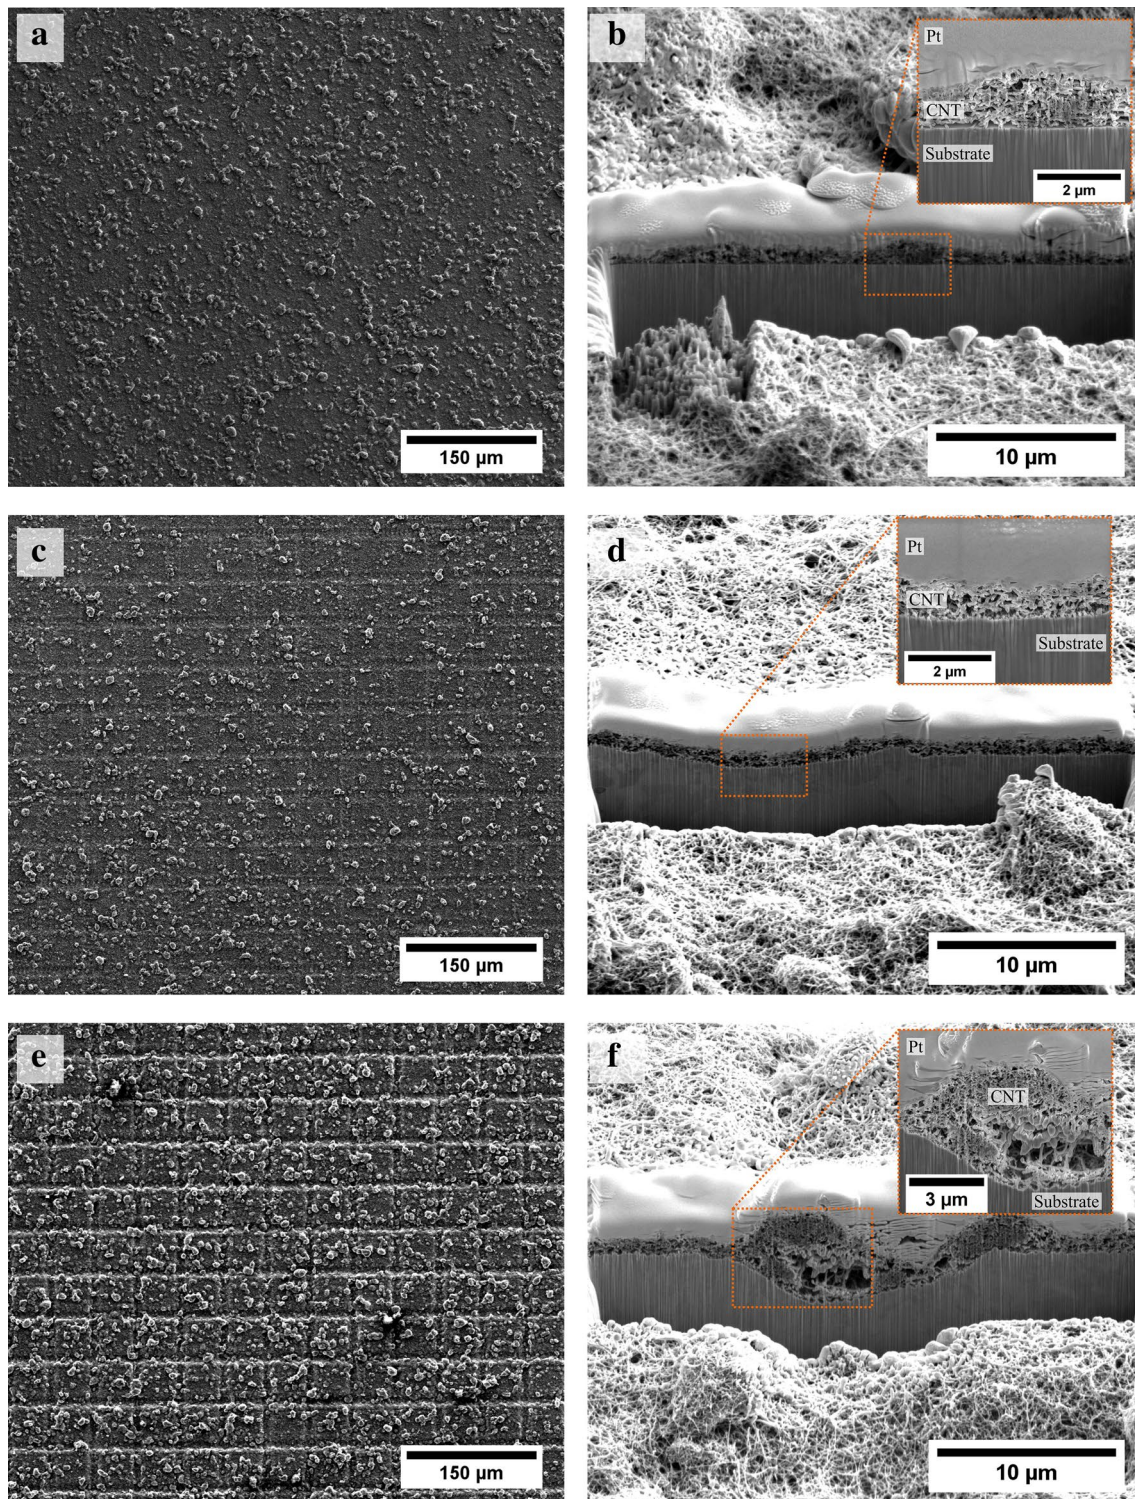 a
150 µm
b
Pt
CNT
Substrate
2 µm
10 µm
c
150 µm
d
Pt
CNT
Substrate
2 µm
10 µm
e
150 µm
f
Pt
CNT
3 µm
Substrate
10 µm